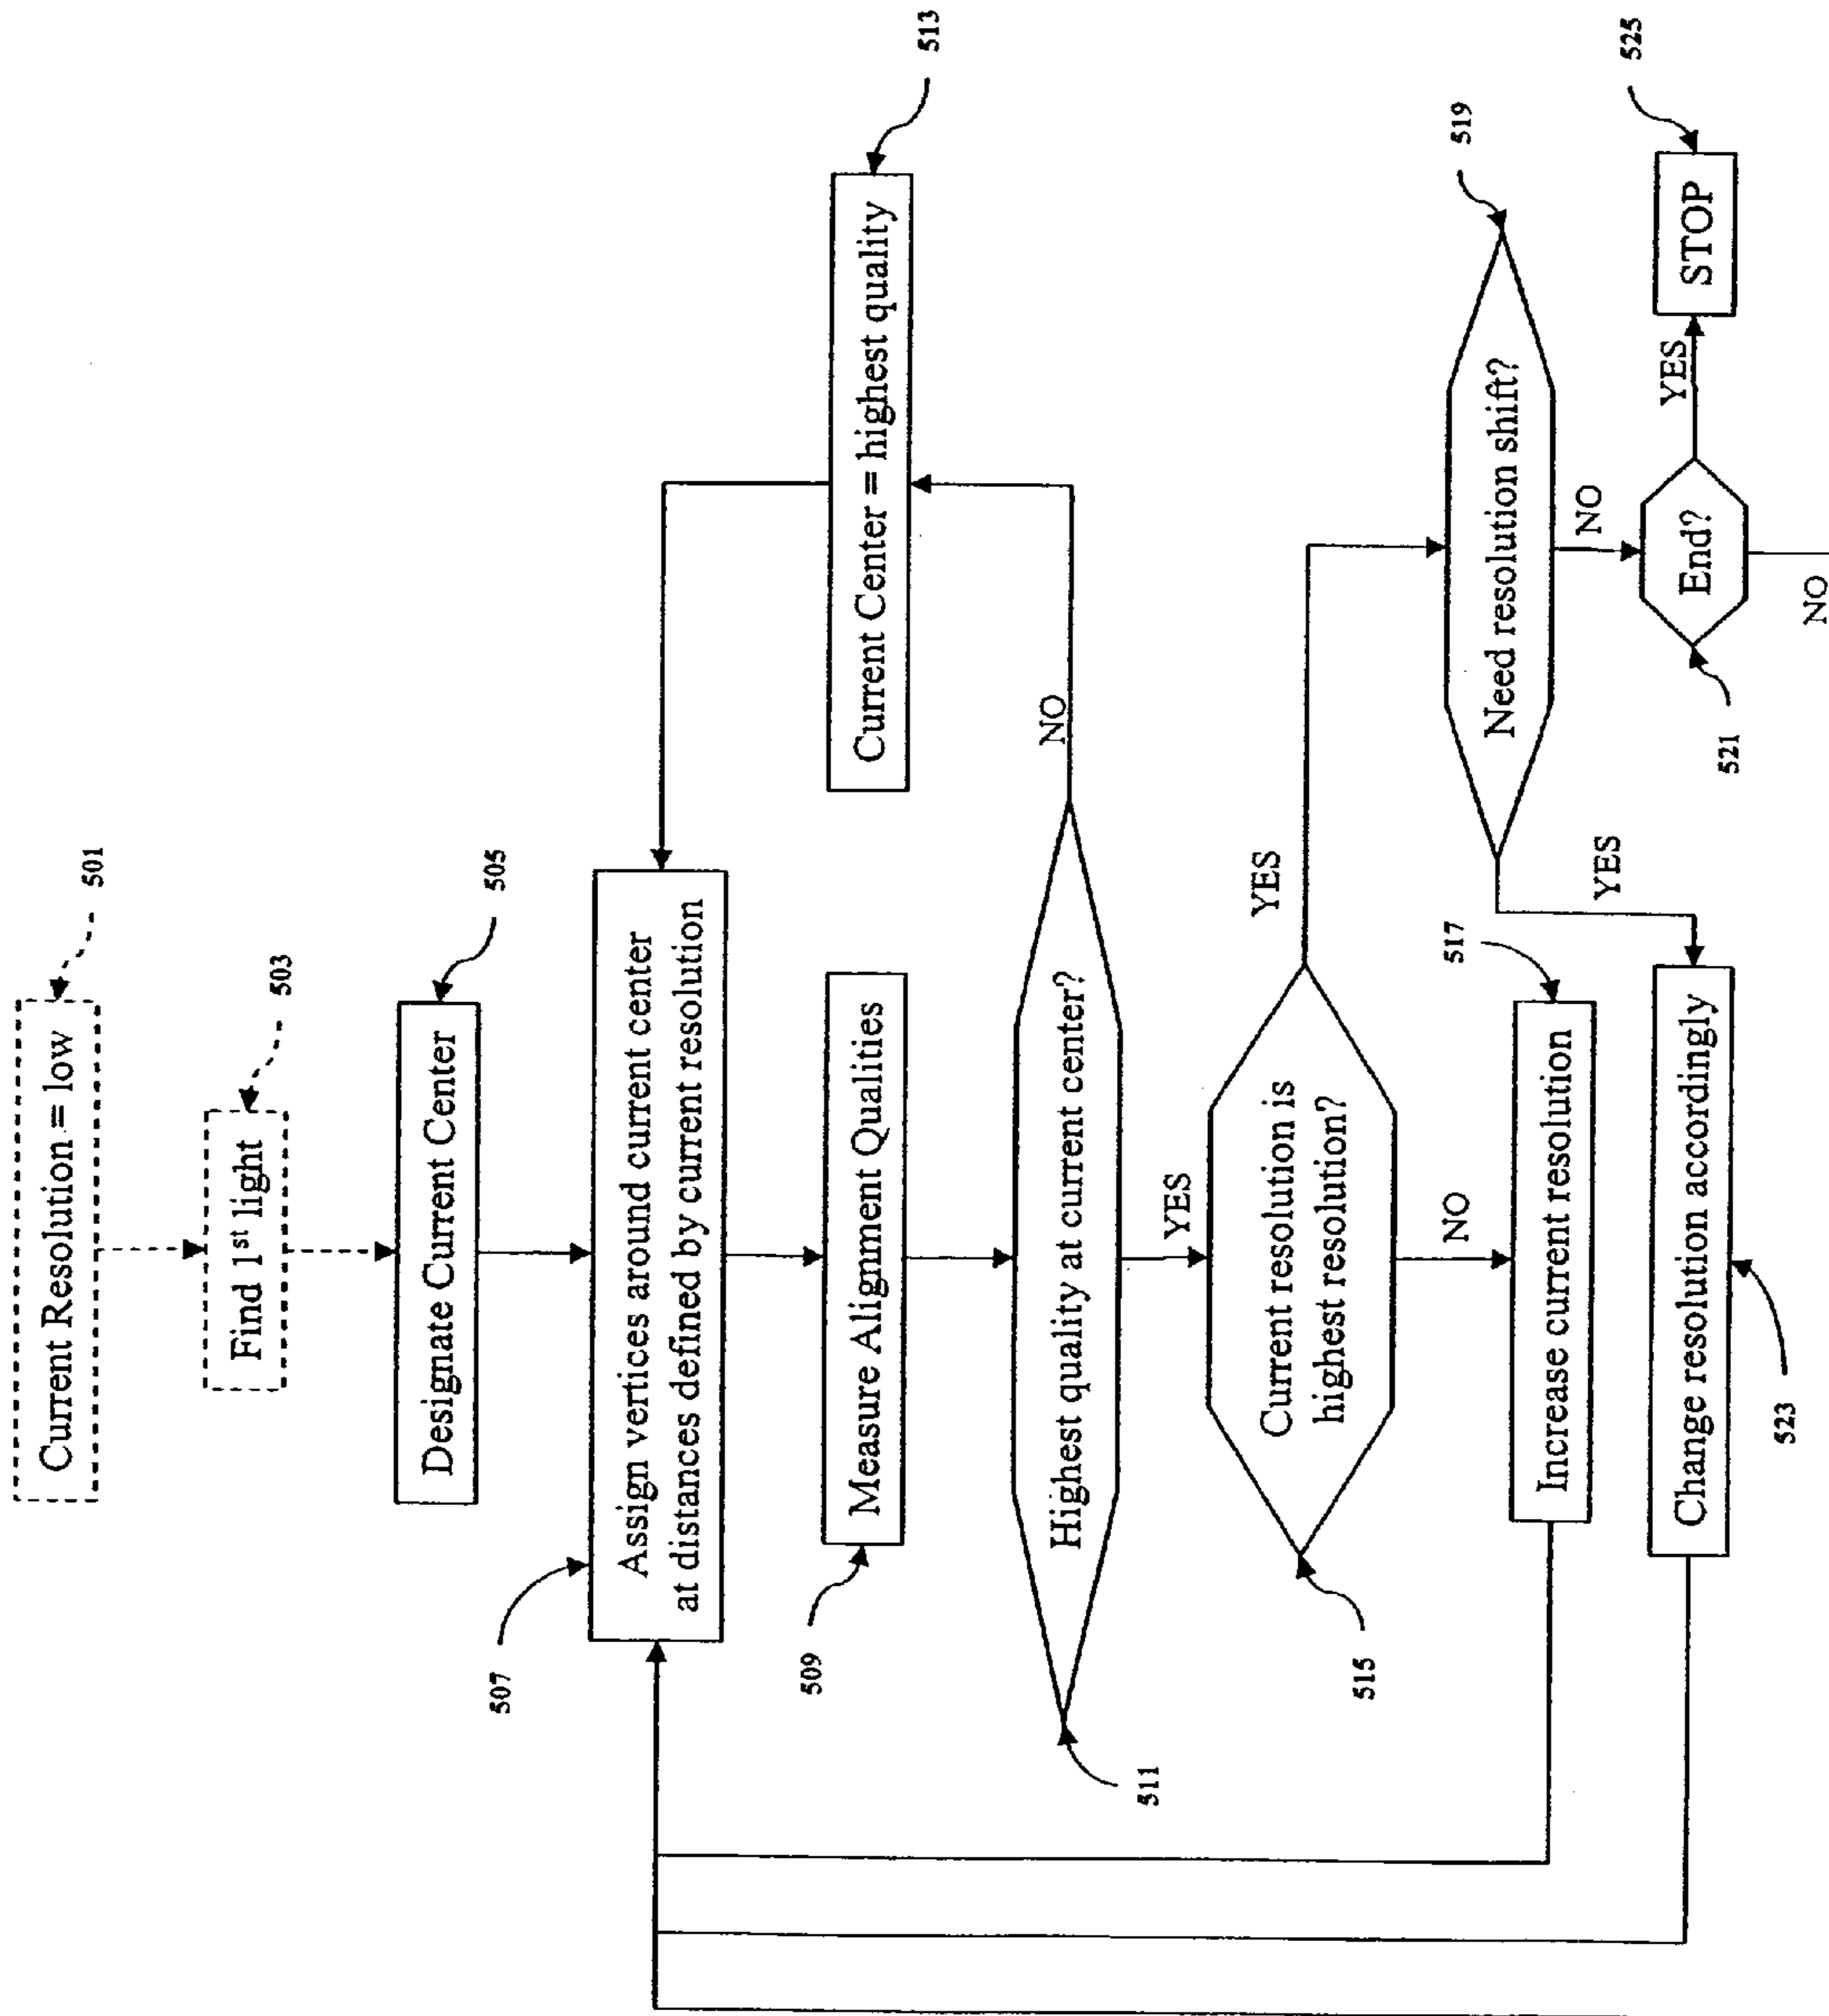 Current Resolution = low
501
Find 1st light
503
Designate Current Center
505
Assign vertices around current center
at distances defined by current resolution
507
Measure Alignment Qualities
509
Current Center = highest quality
513
Highest quality at current center?
511
NO
YES
Current resolution is
highest resolution?
515
YES
NO
Increase current resolution
517
Need resolution shift?
519
YES
NO
Change resolution accordingly
523
End?
521
YES
NO
STOP
525